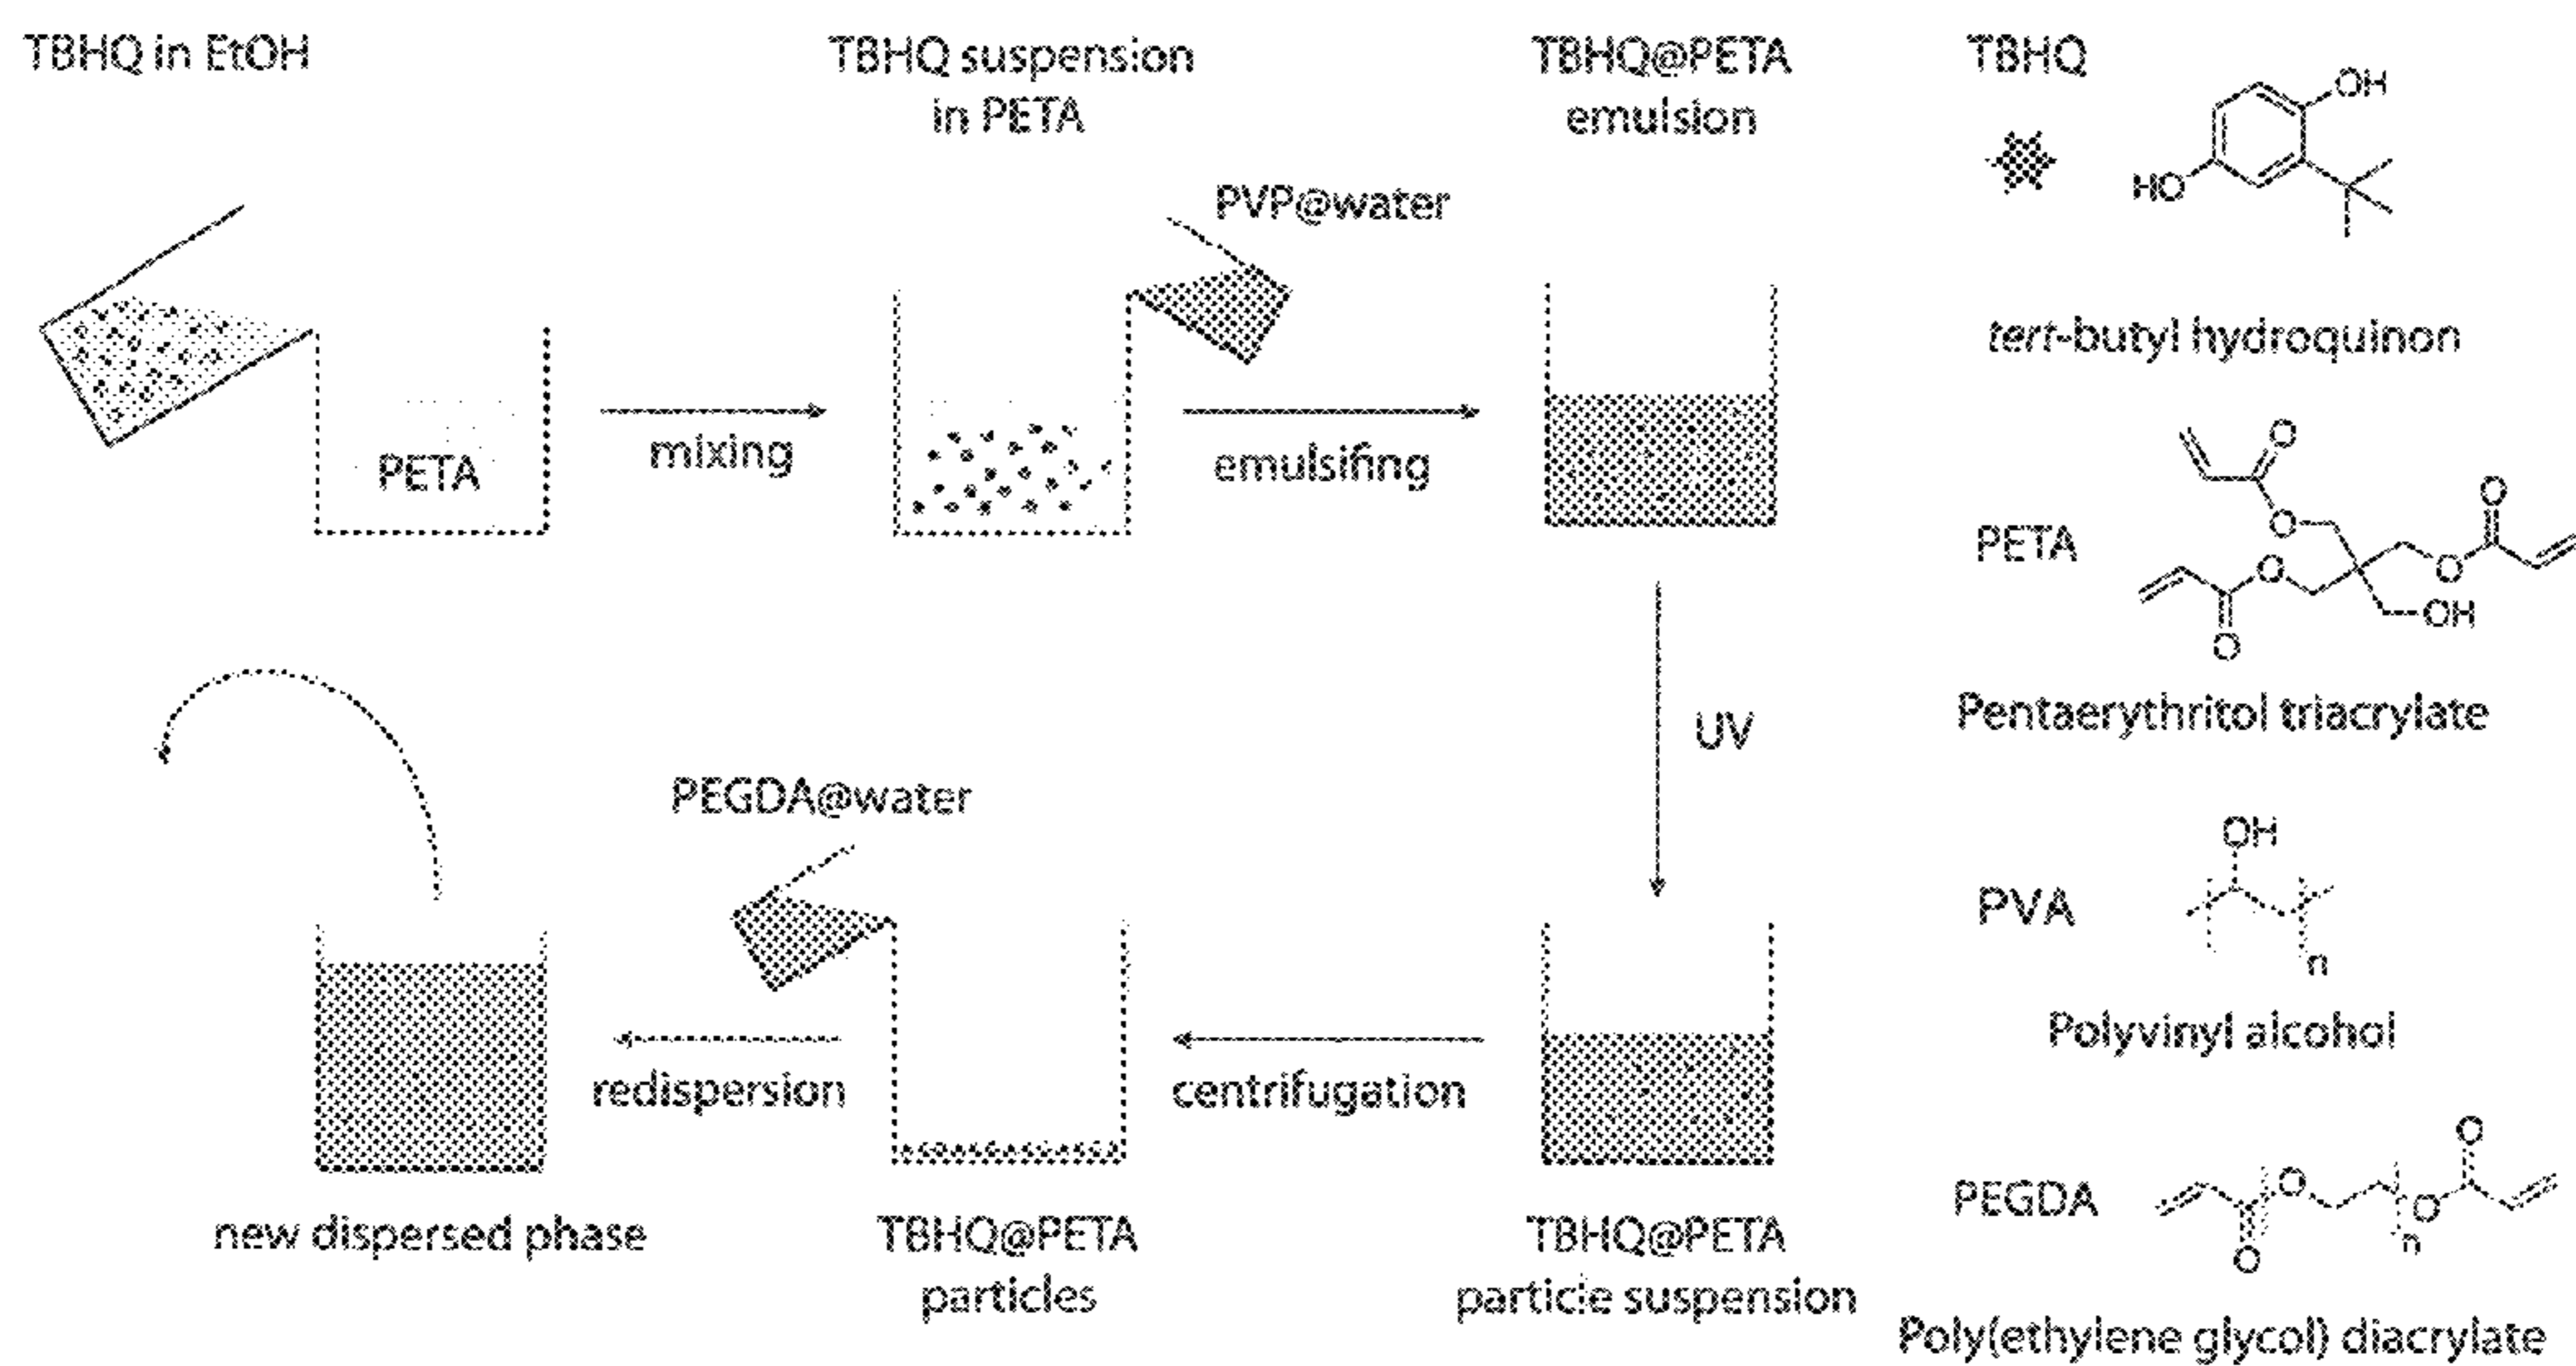 TBHQ in EtOH
TBHQ suspension
in PETA
TBHQ@PETA
emulsion
PVP@water
PETA
mixing
emulsifing
UV
PEGDA@water
redispersion
centrifugation
new dispersed phase
TBHQ@PETA
particles
TBHQ@PETA
particle suspension
TBHQ
OH
HO
tert-butyl hydroquinon
O
O
O
PETA
O
O
O
OH
Pentaerythritol triacrylate
OH
PVA
n
Polyvinyl alcohol
O
PEGDA
O
O
n
O
Poly(ethylene glycol) diacrylate